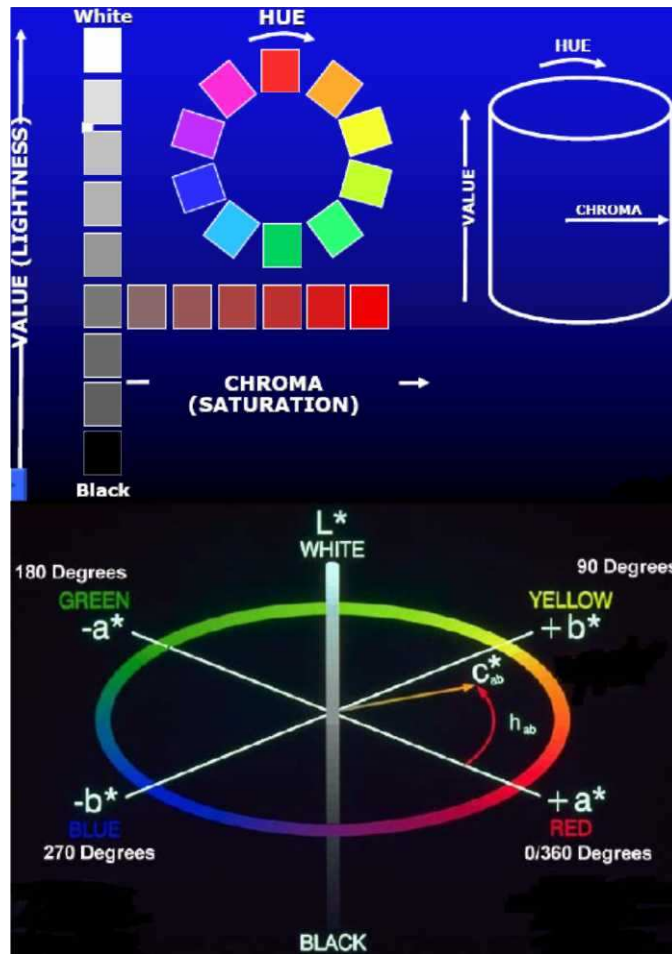 White
HUE
VALUE (LIGHTNESS)
HUE
VALUE
CHROMA
CHROMA
(SATURATION)
Black
L*
WHITE
180 Degrees
90 Degrees
GREEN
YELLOW
-a*
+b*
C*ab
hab
-b*
+a*
BLUE
RED
270 Degrees
0/360 Degrees
BLACK